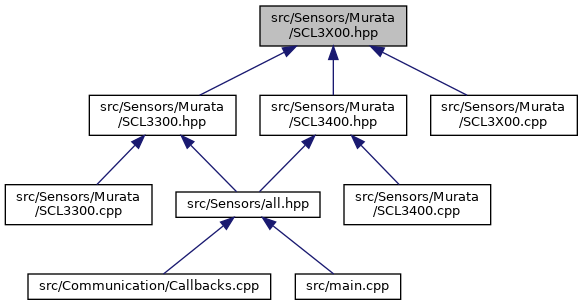 src/Sensors/Murata
/SCL3X00.hpp
src/Sensors/Murata
/SCL3300.hpp
src/Sensors/Murata
/SCL3400.hpp
src/Sensors/Murata
/SCL3X00.cpp
src/Sensors/Murata
/SCL3300.cpp
src/Sensors/all.hpp
src/Sensors/Murata
/SCL3400.cpp
src/Communication/Callbacks.cpp
src/main.cpp